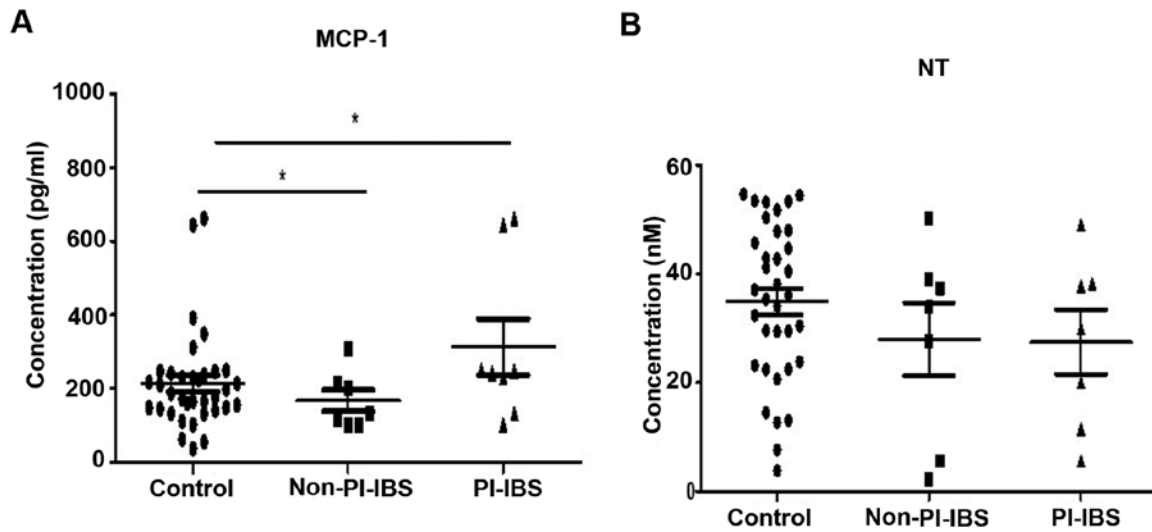 A
MCP-1
Concentration (pg/ml)
1000
800
600
400
200
0
*
*
Control
Non-PI-IBS
PI-IBS
B
NT
Concentration (nM)
60
40
20
0
Control
Non-PI-IBS
PI-IBS